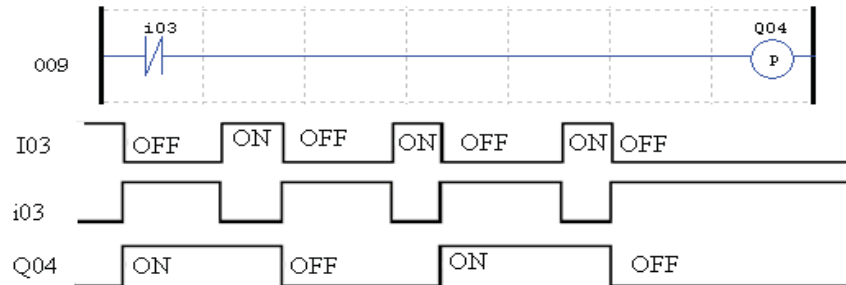 i03 Q04
009 P
I03 OFF ON OFF ON OFF ON OFF
i03
Q04 ON OFF ON OFF